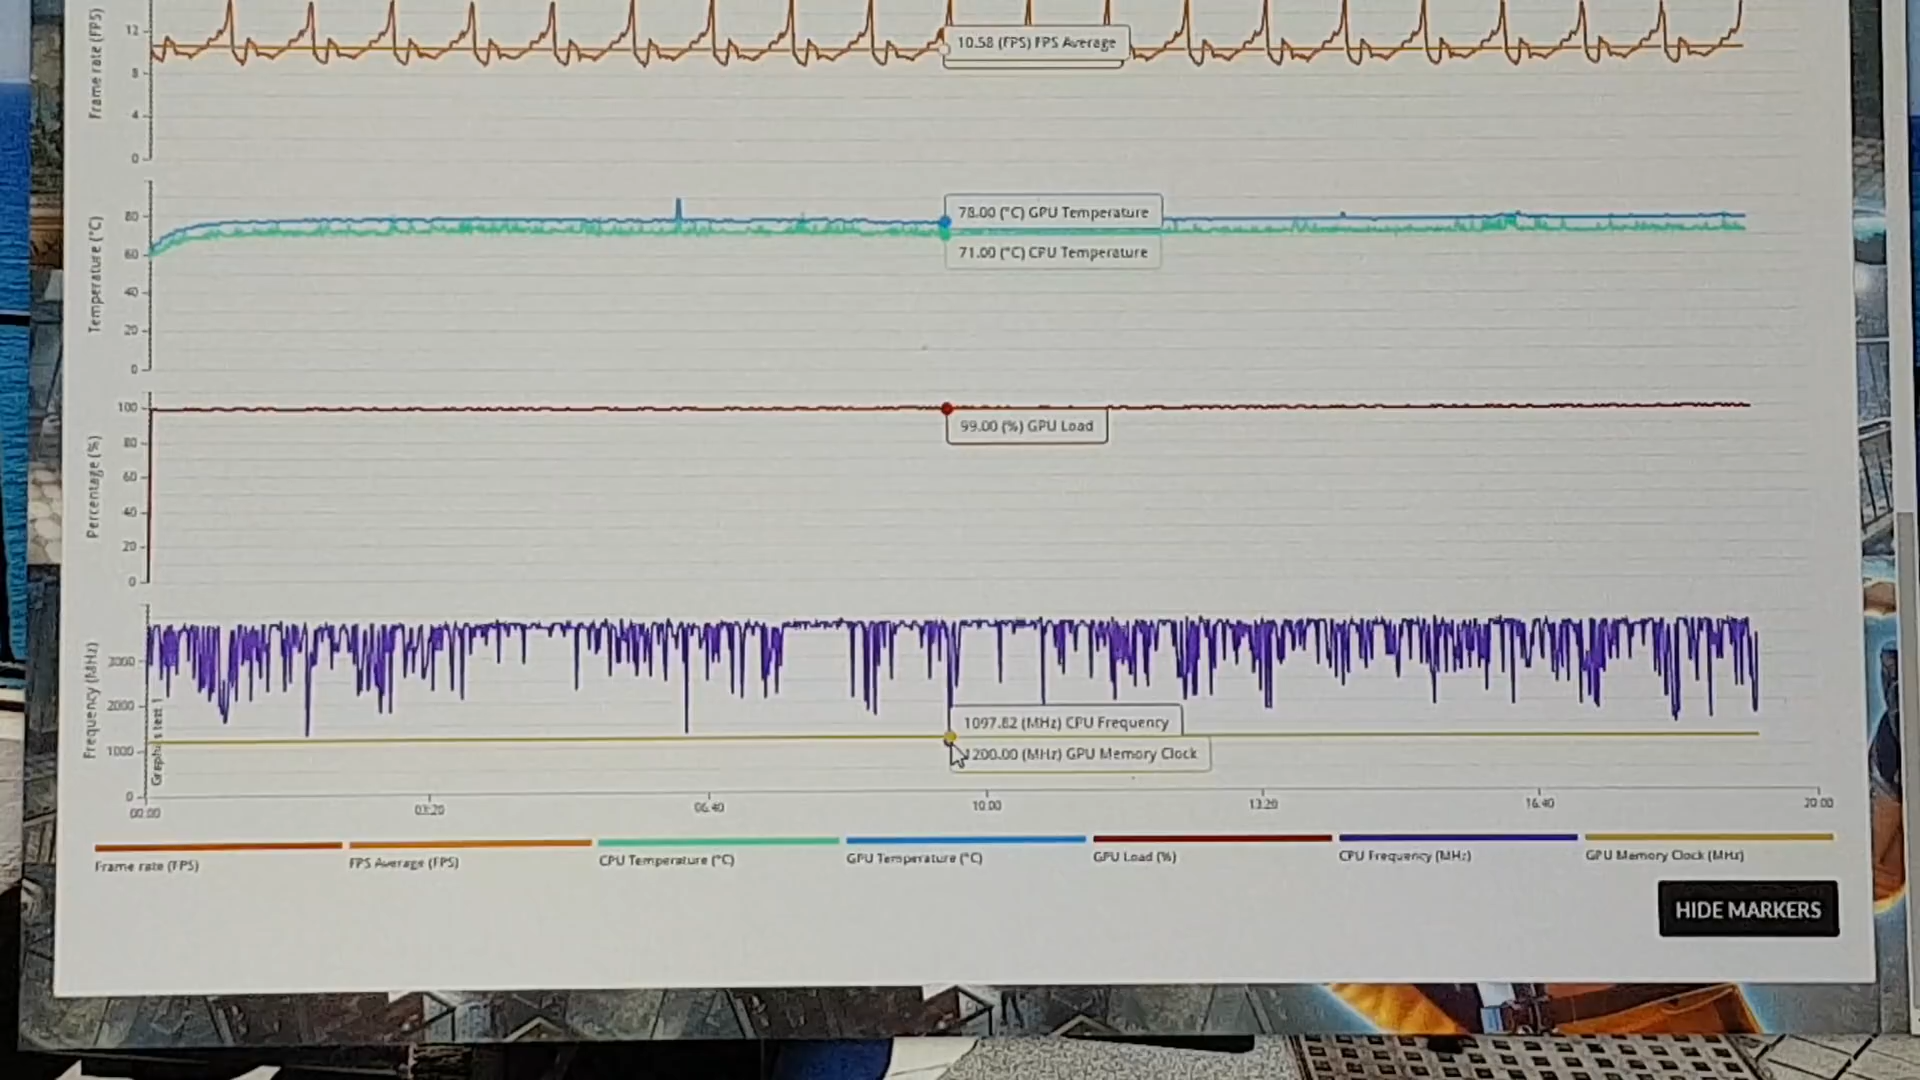 Frame rate (FPS)
12
8
4
0
10.58 (FPS) FPS Average
Temperature (°C)
80
60
40
20
0
78.00 (°C) GPU Temperature
71.00 (°C) CPU Temperature
Percentage (%)
100
80
60
40
20
0
99.00 (%) GPU Load
Frequency (MHz)
3000
2000
1000
0
1097.82 (MHz) CPU Frequency
1200.00 (MHz) GPU Memory Clock
00:00
03:20
06:40
10:00
13:20
16:40
20:00
Frame rate (FPS)
FPS Average (FPS)
CPU Temperature (°C)
GPU Temperature (°C)
GPU Load (%)
CPU Frequency (MHz)
GPU Memory Clock (MHz)
HIDE MARKERS